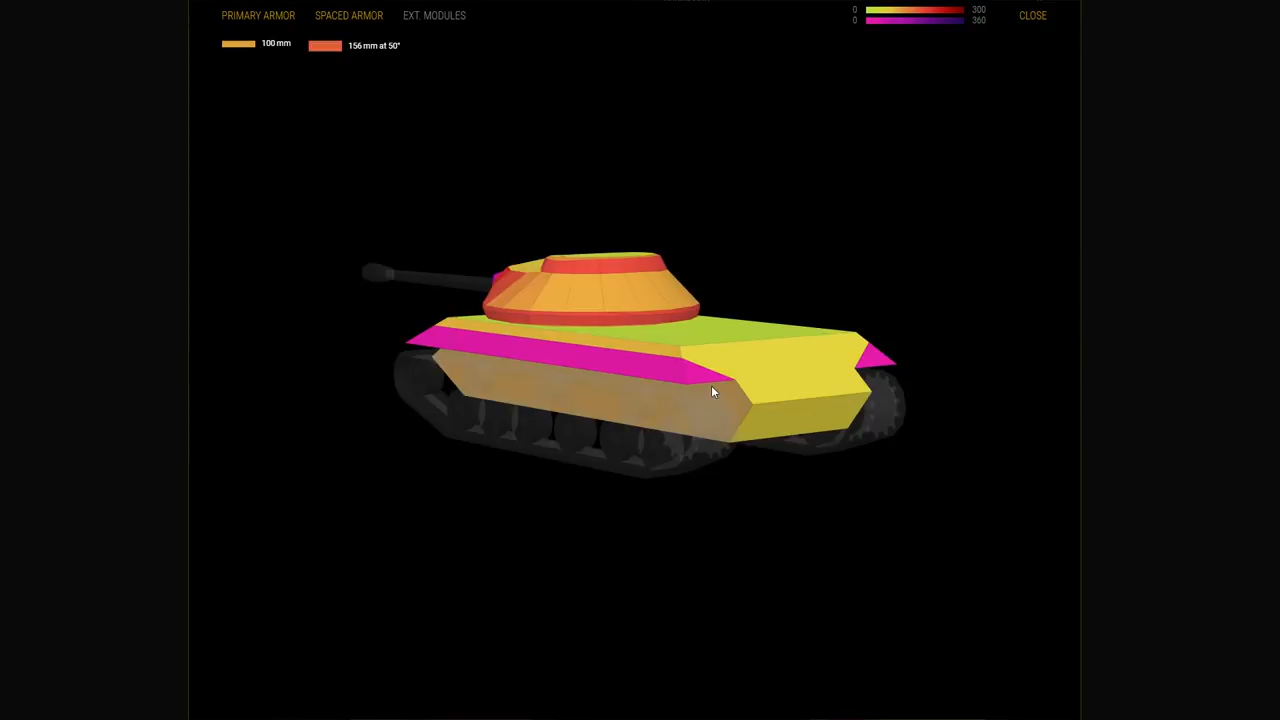 PRIMARY ARMOR SPACED ARMOR EXT. MODULES 0 300 CLOSE
0 360
100 mm 156 mm at 50°